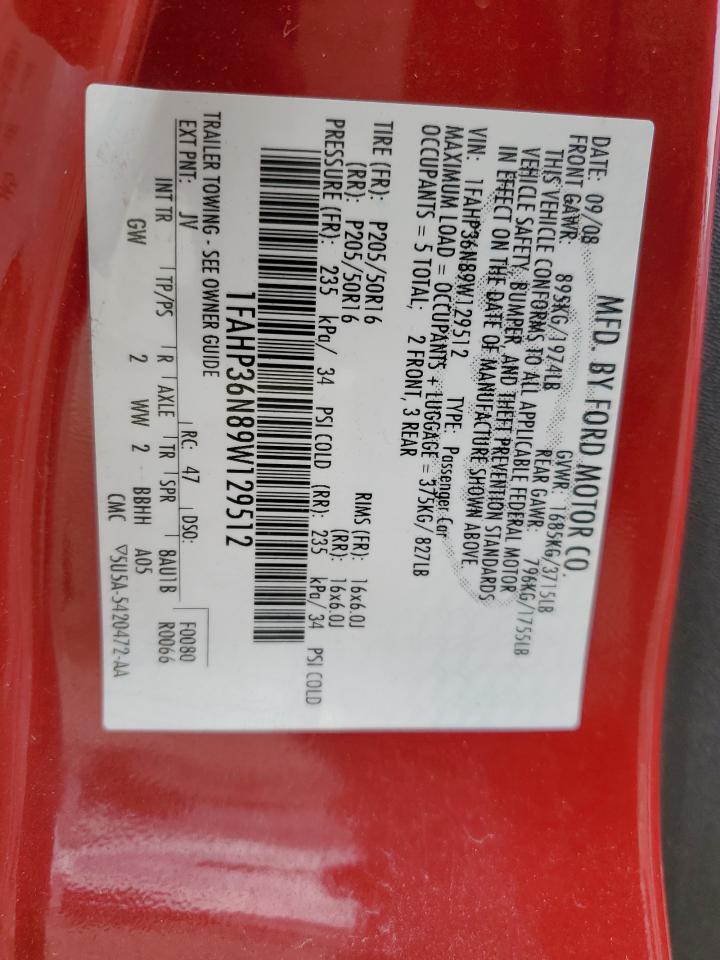 MFD. BY FORD MOTOR CO.
DATE: 09/08 GVWR: 1685KG/3715LB
FRONT GAWR: 895KG/1974LB REAR GAWR: 796KG/1755LB
THIS VEHICLE CONFORMS TO ALL APPLICABLE FEDERAL MOTOR
VEHICLE SAFETY, BUMPER, AND THEFT PREVENTION STANDARDS
IN EFFECT ON THE DATE OF MANUFACTURE SHOWN ABOVE.
VIN: 1FAHP36N89W129512 TYPE: Passenger Car
MAXIMUM LOAD = OCCUPANTS + LUGGAGE = 375KG/ 827LB
OCCUPANTS = 5 TOTAL, 2 FRONT, 3 REAR
TIRE (FR): P205/50R16 RIMS (FR): 16x6.0J
(RR): P205/50R16 (RR): 16x6.0J
PRESSURE (FR): 235 kPa/ 34 PSI COLD (RR): 235 kPa/ 34 PSI COLD
1FAHP36N89W129512
TRAILER TOWING - SEE OWNER GUIDE F0080
EXT PNT: JV RC: 47 DSO: R0066
INT TR TP/PS R AXLE TR SPR 8AU1B
GW 2 WW 2 BBHH A05
CMC ▽5U5A-5420472-AA